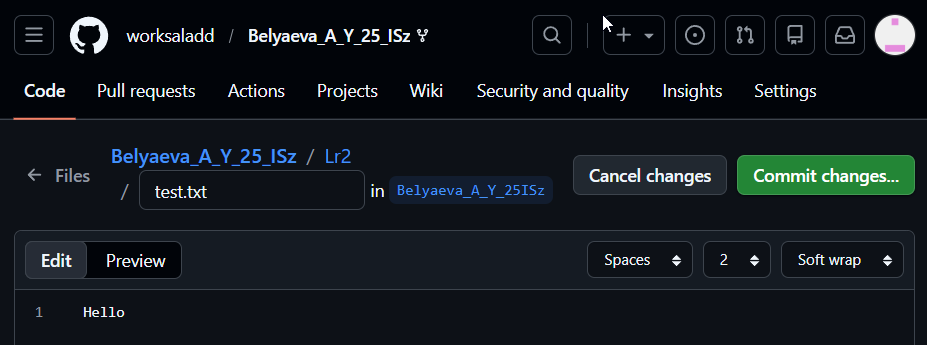 worksaladd / Belyaeva_A_Y_25_ISz
Code Pull requests Actions Projects Wiki Security and quality Insights Settings
Files
Belyaeva_A_Y_25_ISz / Lr2
/ test.txt in Belyaeva_A_Y_25ISz
Cancel changes Commit changes...
Edit Preview Spaces 2 Soft wrap
1 Hello